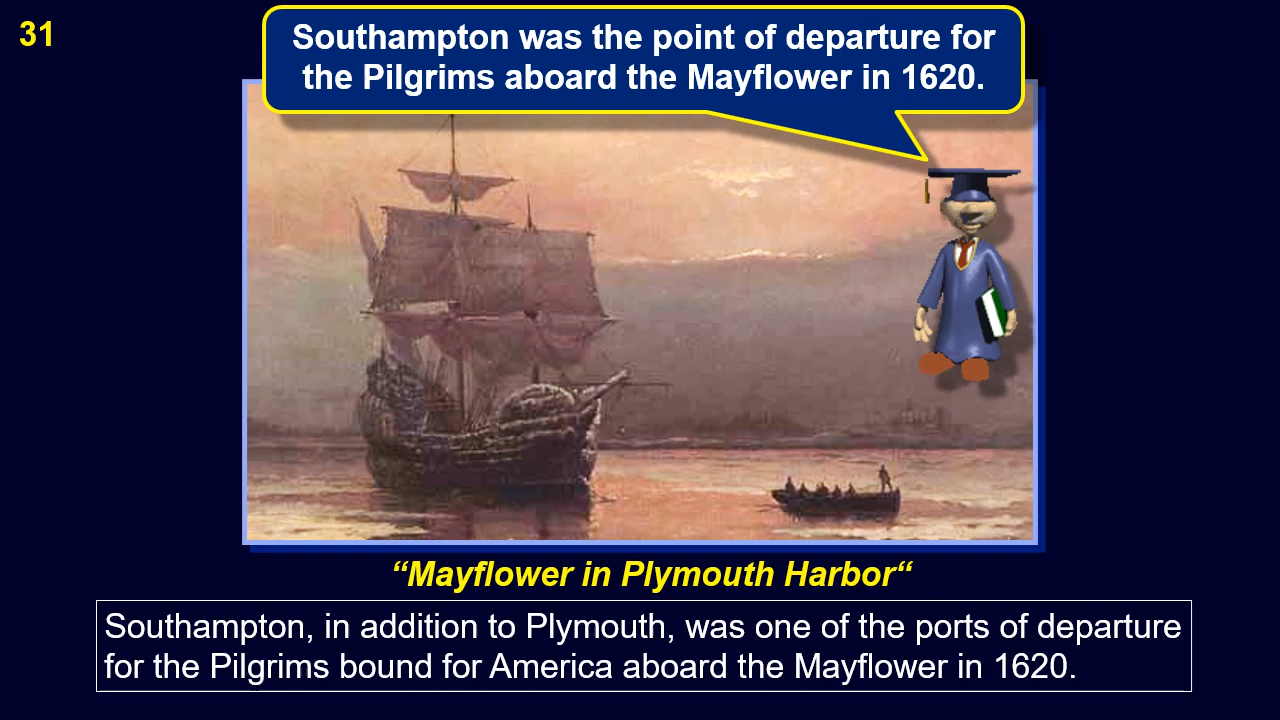 31
Southampton was the point of departure for
the Pilgrims aboard the Mayflower in 1620.
“Mayflower in Plymouth Harbor“
Southampton, in addition to Plymouth, was one of the ports of departure
for the Pilgrims bound for America aboard the Mayflower in 1620.